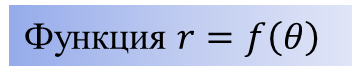 Функция r = f(θ)